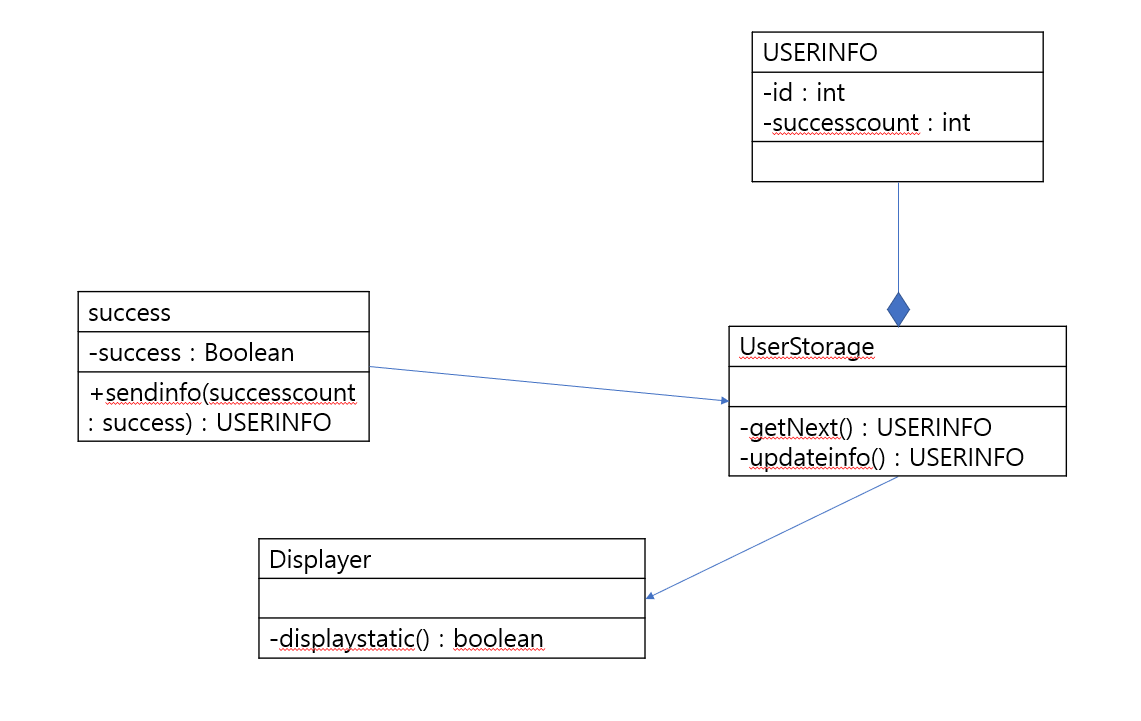 USERINFO
-id : int
-successcount : int
success
-success : Boolean
+sendinfo(successcount
: success) : USERINFO
UserStorage
-getNext() : USERINFO
-updateinfo() : USERINFO
Displayer
-displaystatic() : boolean